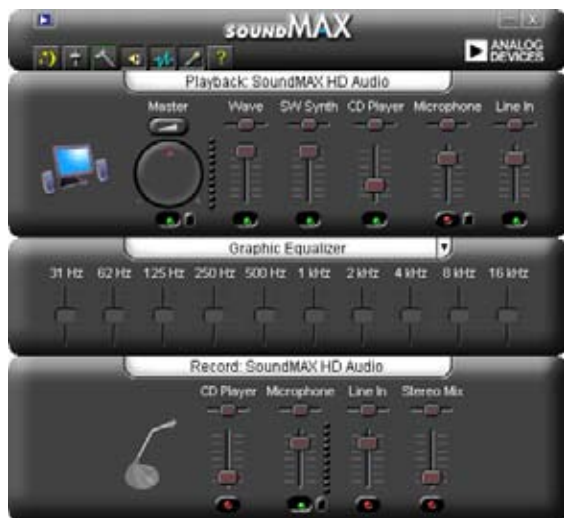 SOUNDMAX
ANALOG
DEVICES
?
Playback: SoundMAX HD Audio
Master Wave SW Synth CD Player Microphone Line In
Graphic Equalizer
31 Hz 62 Hz 125 Hz 250 Hz 500 Hz 1 kHz 2 kHz 4 kHz 8 kHz 16 kHz
Record: SoundMAX HD Audio
CD Player Microphone Line In Stereo Mix